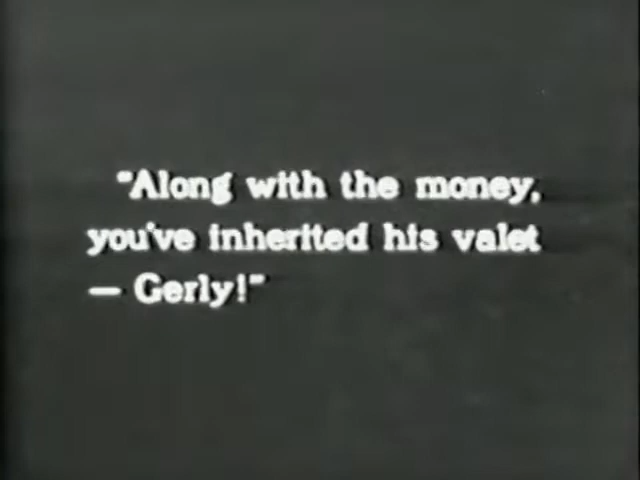 "Along with the money,
you've inherited his valet
— Gerly!"